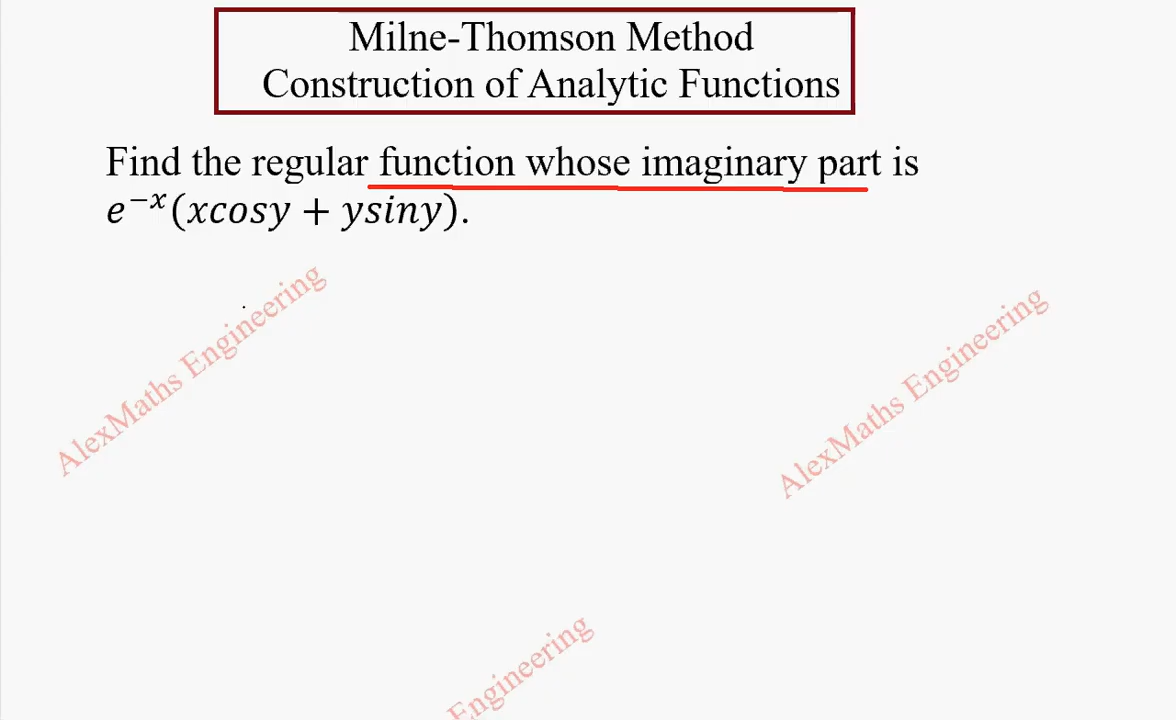 Milne-Thomson Method
Construction of Analytic Functions
Find the regular function whose imaginary part is
e^{-x}(xcosy + ysiny).
AlexMaths Engineering
AlexMaths Engineering
Engineering